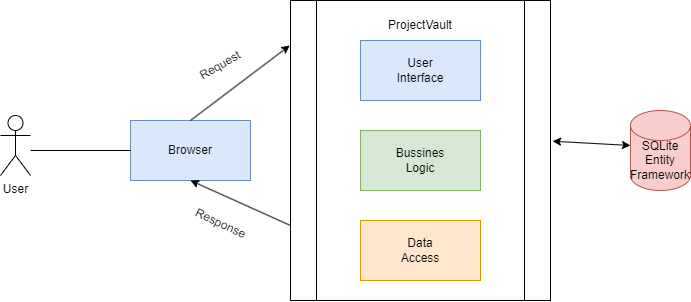 ProjectVault
User
Interface
Request
Browser
Bussines
Logic
SQLite
Entity
Framework
User
Response
Data
Access